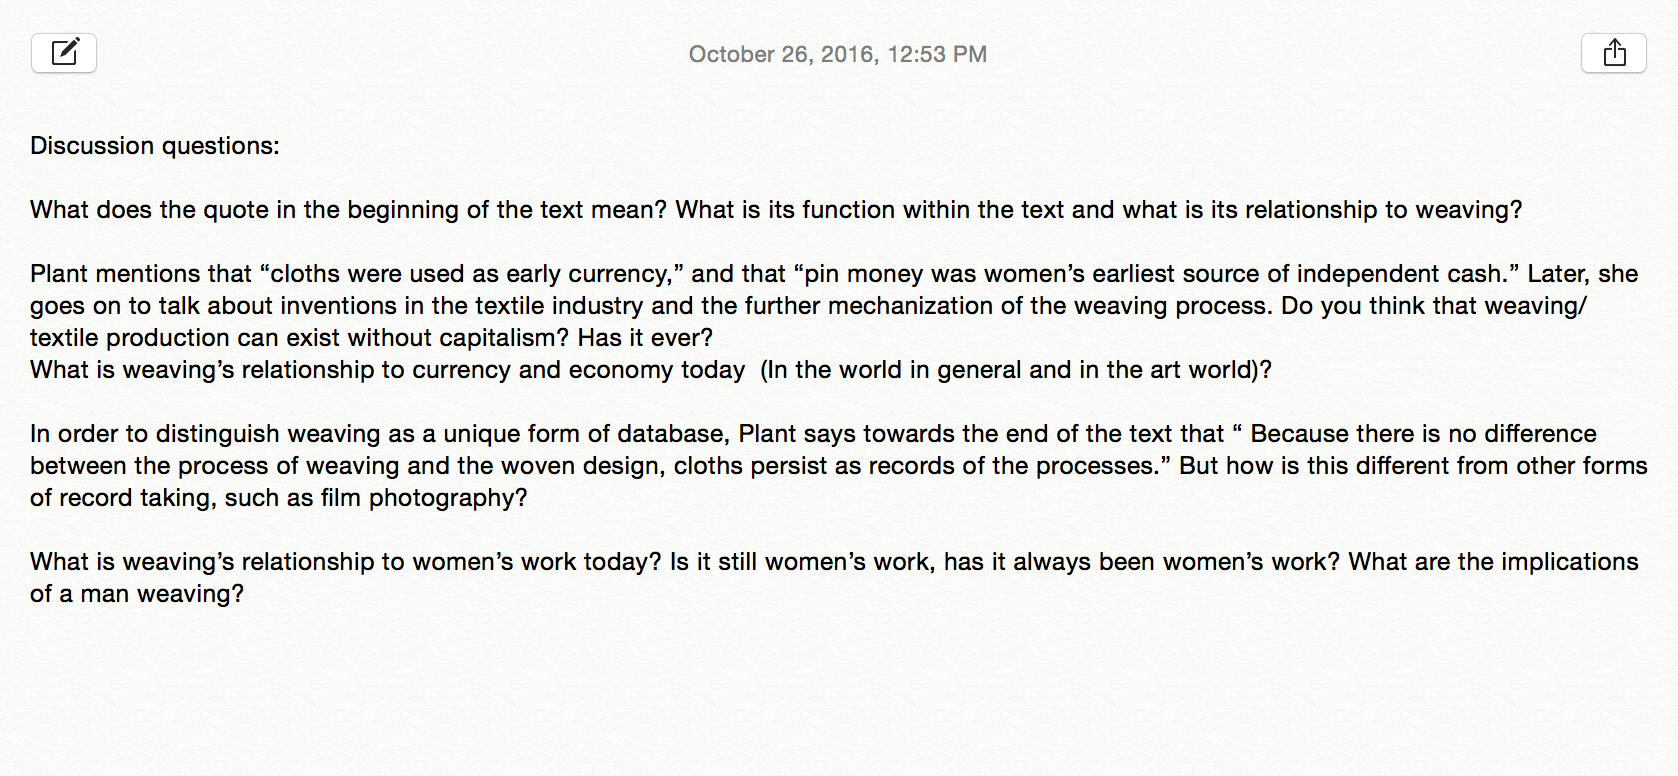 October 26, 2016, 12:53 PM
Discussion questions:
What does the quote in the beginning of the text mean? What is its function within the text and what is its relationship to weaving?
Plant mentions that “cloths were used as early currency,” and that “pin money was women’s earliest source of independent cash.” Later, she
goes on to talk about inventions in the textile industry and the further mechanization of the weaving process. Do you think that weaving/
textile production can exist without capitalism? Has it ever?
What is weaving’s relationship to currency and economy today  (In the world in general and in the art world)?
In order to distinguish weaving as a unique form of database, Plant says towards the end of the text that “ Because there is no difference
between the process of weaving and the woven design, cloths persist as records of the processes.” But how is this different from other forms
of record taking, such as film photography?
What is weaving’s relationship to women’s work today? Is it still women’s work, has it always been women’s work? What are the implications
of a man weaving?